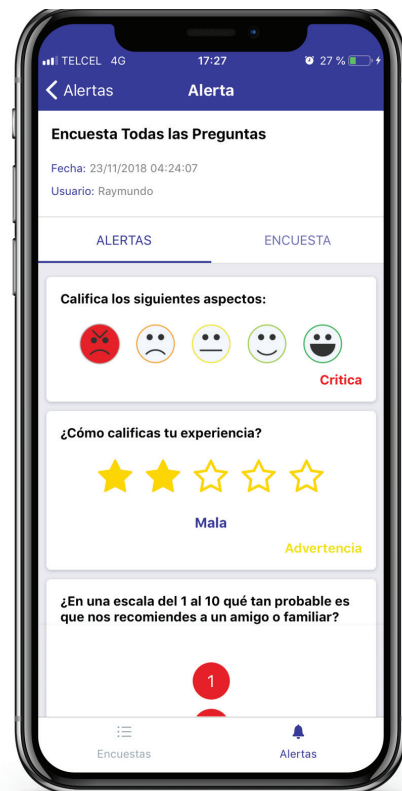 TELCEL 4G 17:27 27 %
Alertas Alerta
Encuesta Todas las Preguntas
Fecha: 23/11/2018 04:24:07
Usuario: Raymundo
ALERTAS ENCUESTA
Califica los siguientes aspectos:
Critica
¿Cómo calificas tu experiencia?
Mala
Advertencia
¿En una escala del 1 al 10 qué tan probable es
que nos recomiendes a un amigo o familiar?
1
Encuestas Alertas